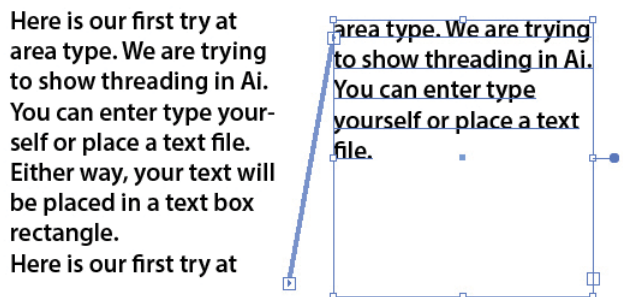 Here is our first try at
area type. We are trying
to show threading in Ai.
You can enter type your-
self or place a text file.
Either way, your text will
be placed in a text box
rectangle.
Here is our first try at
area type. We are trying
to show threading in Ai.
You can enter type
yourself or place a text
file.